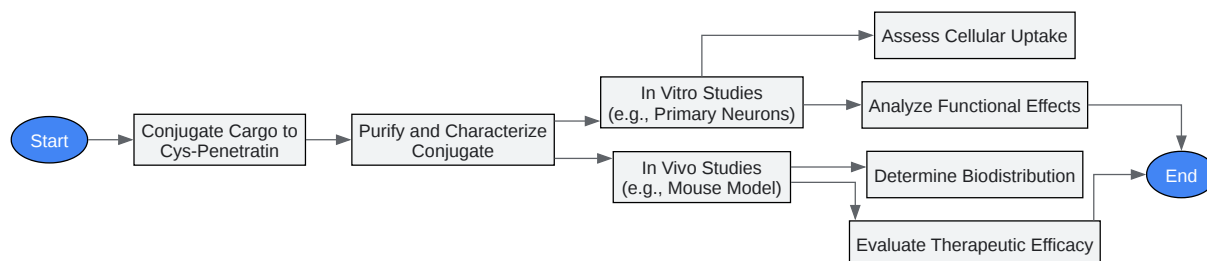 Start
Conjugate Cargo to
Cys-Penetratin
Purify and Characterize
Conjugate
In Vitro Studies
(e.g., Primary Neurons)
Assess Cellular Uptake
Analyze Functional Effects
In Vivo Studies
(e.g., Mouse Model)
Determine Biodistribution
Evaluate Therapeutic Efficacy
End